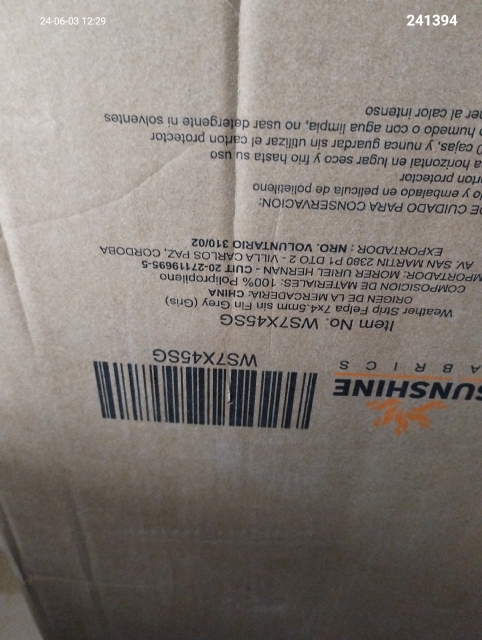 24-06-03 12:29
241394
SUNSHINE
ABRICS
WS7X45SG
Item No. WS7X45SG
Weather Strip Felpa 7x4.5mm sin Fin Grey (Gris)
ORIGEN DE LA MERCADERIA: CHINA
COMPOSICION DE MATERIALES: 100% Polipropileno
IMPORTADOR: MORER URIEL HERNAN - CUIT 20-27119695-5
AV. SAN MARTIN 2380 P1 DTO 2 - VILLA CARLOS PAZ, CORDOBA
EXPORTADOR: NRO. VOLUNTARIO 310/02
DE CUIDADO PARA CONSERVACION:
o y embalado en pelicula de polietileno
rton protector
a horizontal en lugar seco y frio y hasta su uso
0 cajas, y nunca guardar sin utilizar el carton protector
o humedo o con agua limpia, no usar detergente ni solventes
ner al calor intenso